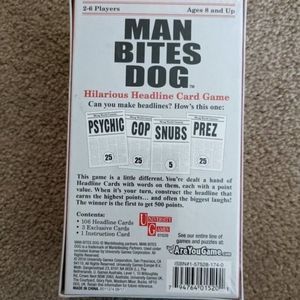 2-6 Players
Ages 8 and Up
MAN
BITES
DOG™
Hilarious Headline Card Game
Can you make headlines? How's this one:
PSYCHIC
COP
SNUBS
PREZ
25
25
5
25
This game is a little different. You're dealt a hand of
Headline Cards with words on them, each with a point
value. When it's your turn, construct the headline that
earns the highest points... and often the biggest laughs!
The winner is the first to get 500 points.
Contents:
• 106 Headline Cards
• 3 Exclusive Cards
• 1 Instruction Card
UNIVERSITY
GAMES
See our entire line
of games and puzzles at:
AreYouGame.com
MADE IN CHINA